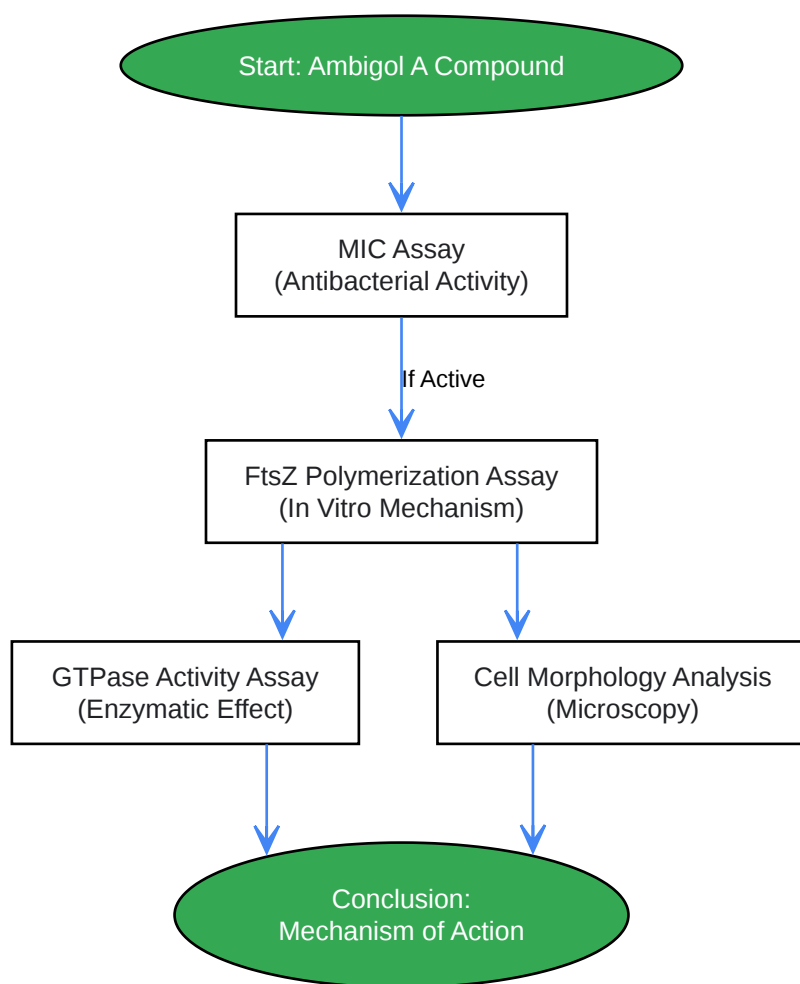 Start: Ambigol A Compound
MIC Assay
(Antibacterial Activity)
If Active
FtsZ Polymerization Assay
(In Vitro Mechanism)
GTPase Activity Assay
(Enzymatic Effect)
Cell Morphology Analysis
(Microscopy)
Conclusion:
Mechanism of Action